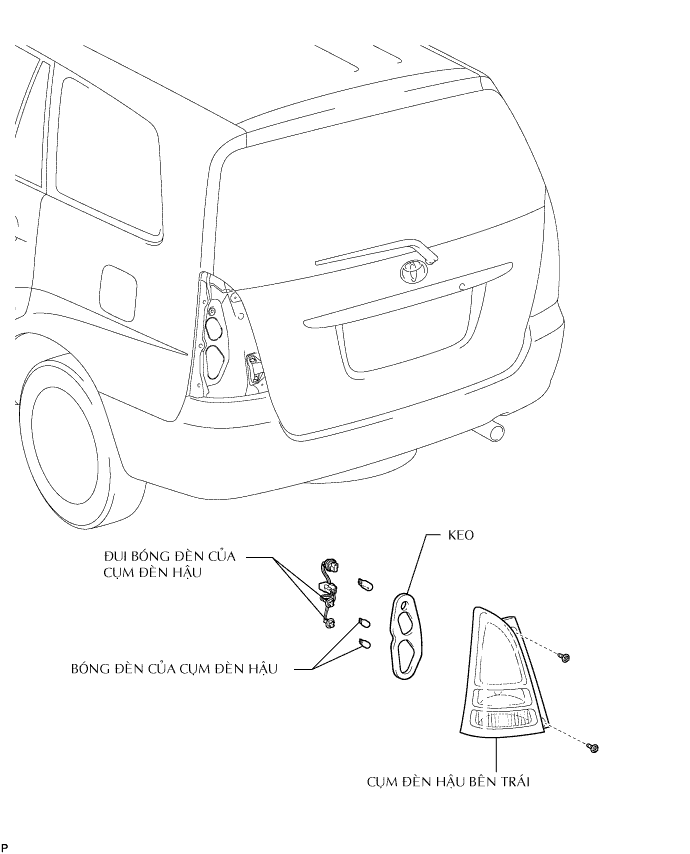 KEO
ĐUI BÓNG ĐÈN CỦA
CỤM ĐÈN HẬU
BÓNG ĐÈN CỦA CỤM ĐÈN HẬU
CỤM ĐÈN HẬU BÊN TRÁI
P